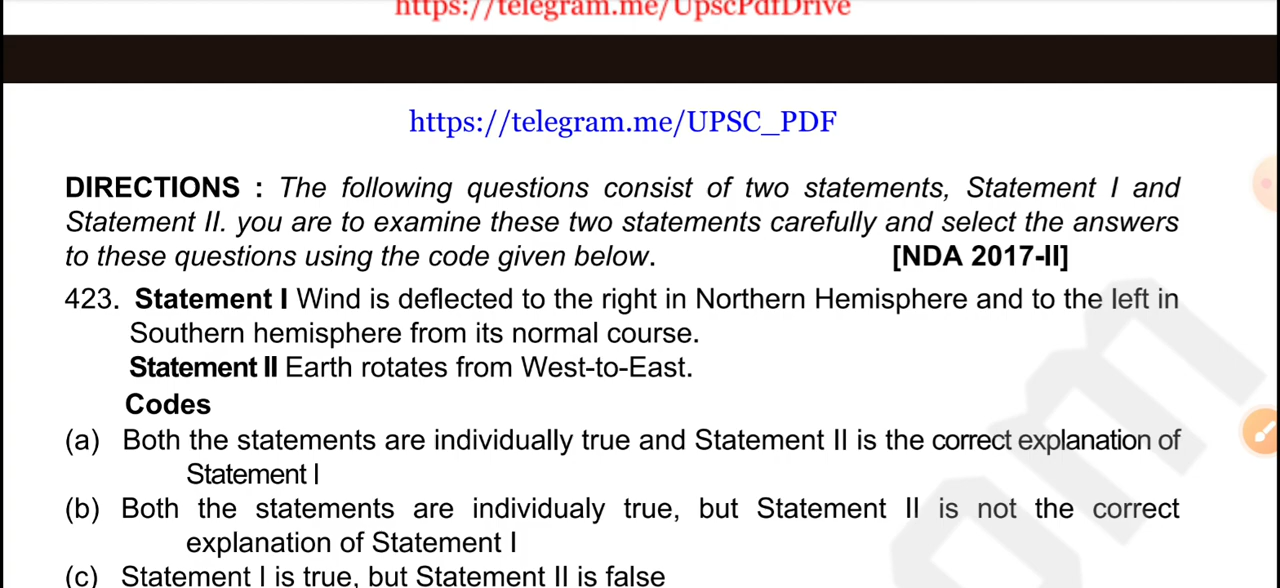 https://telegram.me/UpscPdfDrive
https://telegram.me/UPSC_PDF
DIRECTIONS : The following questions consist of two statements, Statement I and
Statement II. you are to examine these two statements carefully and select the answers
to these questions using the code given below. [NDA 2017-II]
423. Statement I Wind is deflected to the right in Northern Hemisphere and to the left in
Southern hemisphere from its normal course.
Statement II Earth rotates from West-to-East.
Codes
(a) Both the statements are individually true and Statement II is the correct explanation of
Statement I
(b) Both the statements are individualy true, but Statement II is not the correct
explanation of Statement I
(c) Statement I is true, but Statement II is false
om